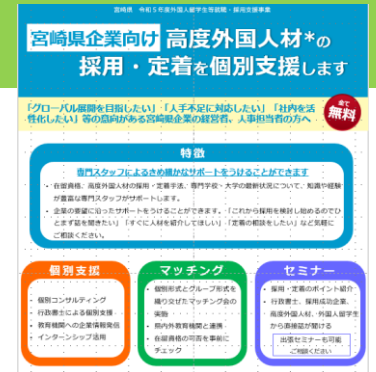 宮崎県 令和５年度外国人留学生等就職・採用支援事業
宮崎県企業向け 高度外国人材*の
採用・定着を個別支援します
「グローバル展開を目指したい」「人手不足に対応したい」「社内を活
性化したい」等の意向がある宮崎県企業の経営者、人事担当者の方へ
全て
無料
特徴
専門スタッフによるきめ細かなサポートをうけることができます
・ 在留資格、高度外国人材の採用・定着手法、専門学校・大学の最新状況について、知識や経験
が豊富な専門スタッフがサポートします。
・ 企業の要望に沿ったサポートをうけることができます。「これから採用を検討し始めるのでひ
とまず話を聞きたい」「すぐに人材を紹介してほしい」「定着の相談をしたい」など気軽に
ご相談ください。
個別支援
・ 個別コンサルティング
・ 行政書士による個別支援
・ 教育機関への企業情報発信
・ インターンシップ活用
マッチング
・ 個別形式とグループ形式を
織り交ぜたマッチング会の
実施
・ 県内外教育機関と連携
・ 在留資格の可否を事前に
チェック
セミナー
・ 採用・定着のポイント紹介
・ 行政書士、採用成功企業、
高度外国人材、外国人留学生
から直接話が聞ける
出張セミナーも可能
ご相談ください